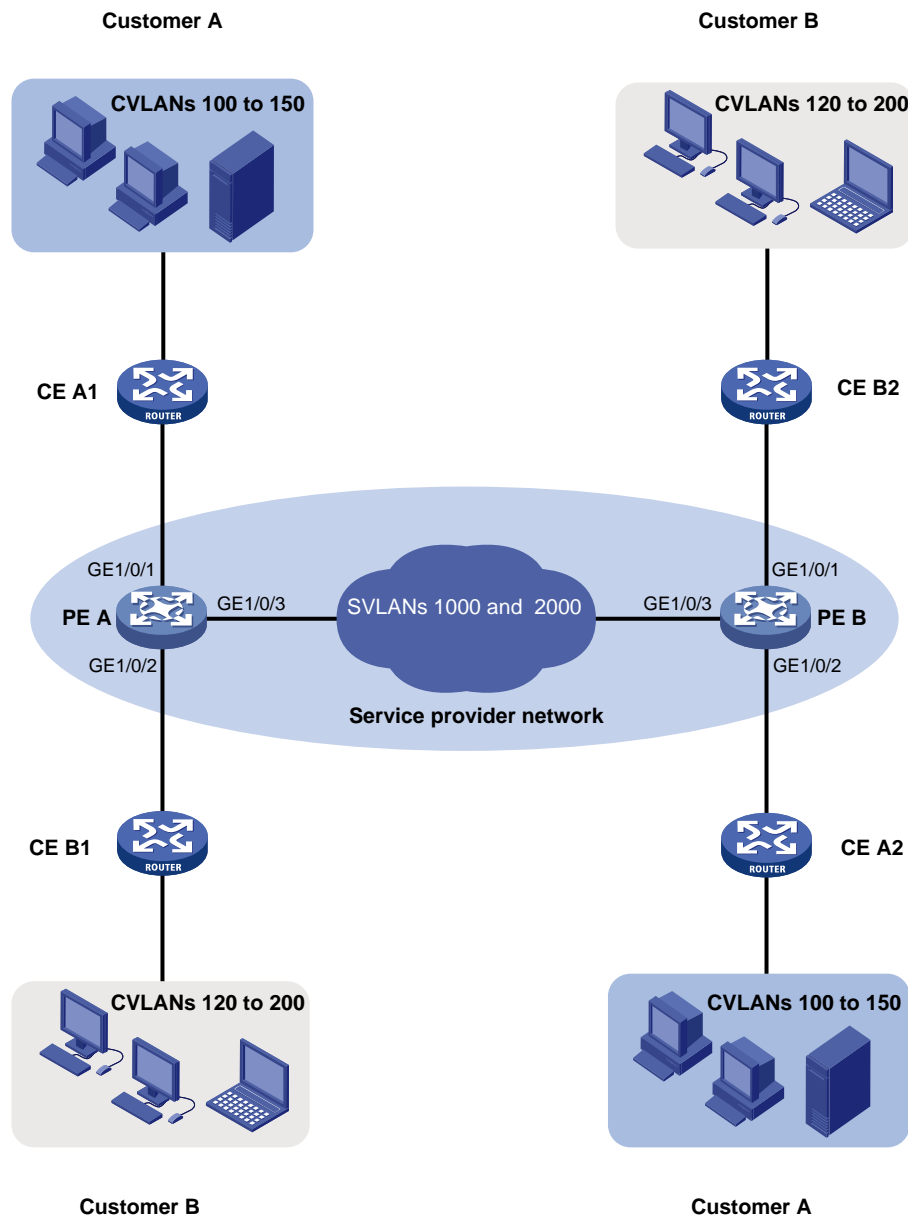 Customer A
Customer B
CVLANs 100 to 150
CVLANs 120 to 200
CE A1
ROUTER
CE B2
ROUTER
GE1/0/1
GE1/0/1
PE A
GE1/0/3
SVLANs 1000 and 2000
GE1/0/3
PE B
GE1/0/2
GE1/0/2
Service provider network
CE B1
ROUTER
CE A2
ROUTER
CVLANs 120 to 200
CVLANs 100 to 150
Customer B
Customer A